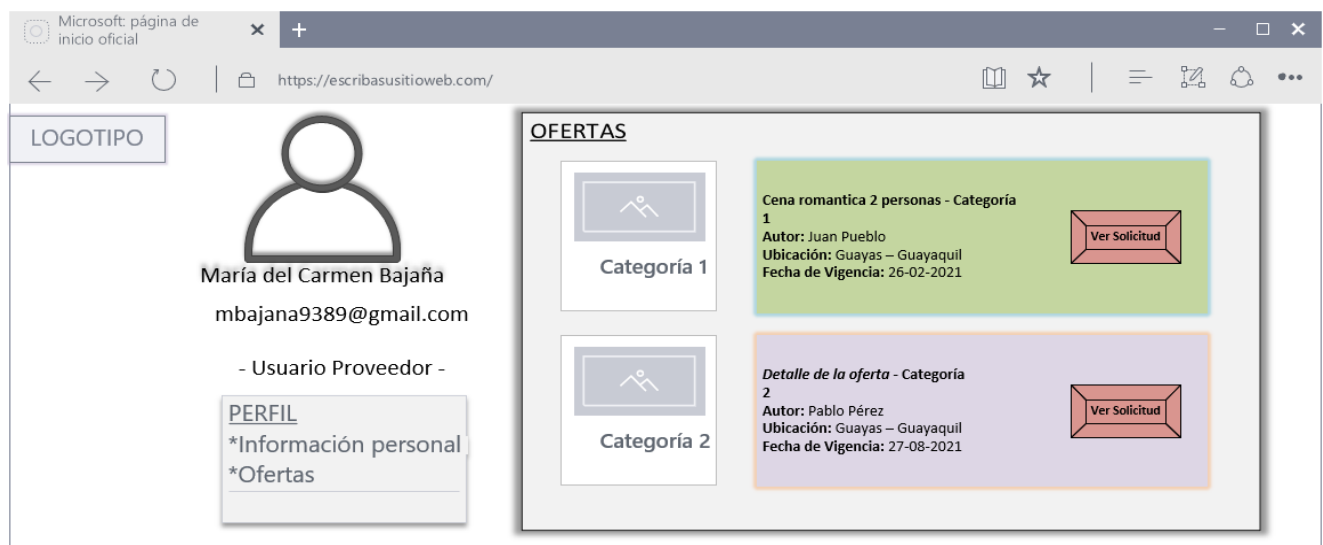 Microsoft: página de
inicio oficial
https://escribasusitioweb.com/
LOGOTIPO
María del Carmen Bajaña
mbajana9389@gmail.com
- Usuario Proveedor -
PERFIL
*Información personal
*Ofertas
OFERTAS
Categoría 1
Cena romantica 2 personas - Categoría
1
Autor: Juan Pueblo
Ubicación: Guayas – Guayaquil
Fecha de Vigencia: 26-02-2021
Ver Solicitud
Categoría 2
Detalle de la oferta - Categoría
2
Autor: Pablo Pérez
Ubicación: Guayas – Guayaquil
Fecha de Vigencia: 27-08-2021
Ver Solicitud